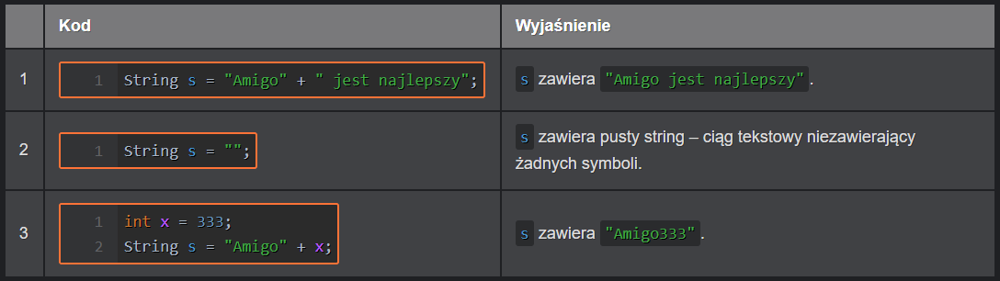 Kod Wyjaśnienie
1 1 String s = "Amigo" + " jest najlepszy"; s zawiera "Amigo jest najlepszy".
2 1 String s = ""; s zawiera pusty string – ciąg tekstowy niezawierający
żadnych symboli.
3 1 int x = 333;
2 String s = "Amigo" + x; s zawiera "Amigo333".